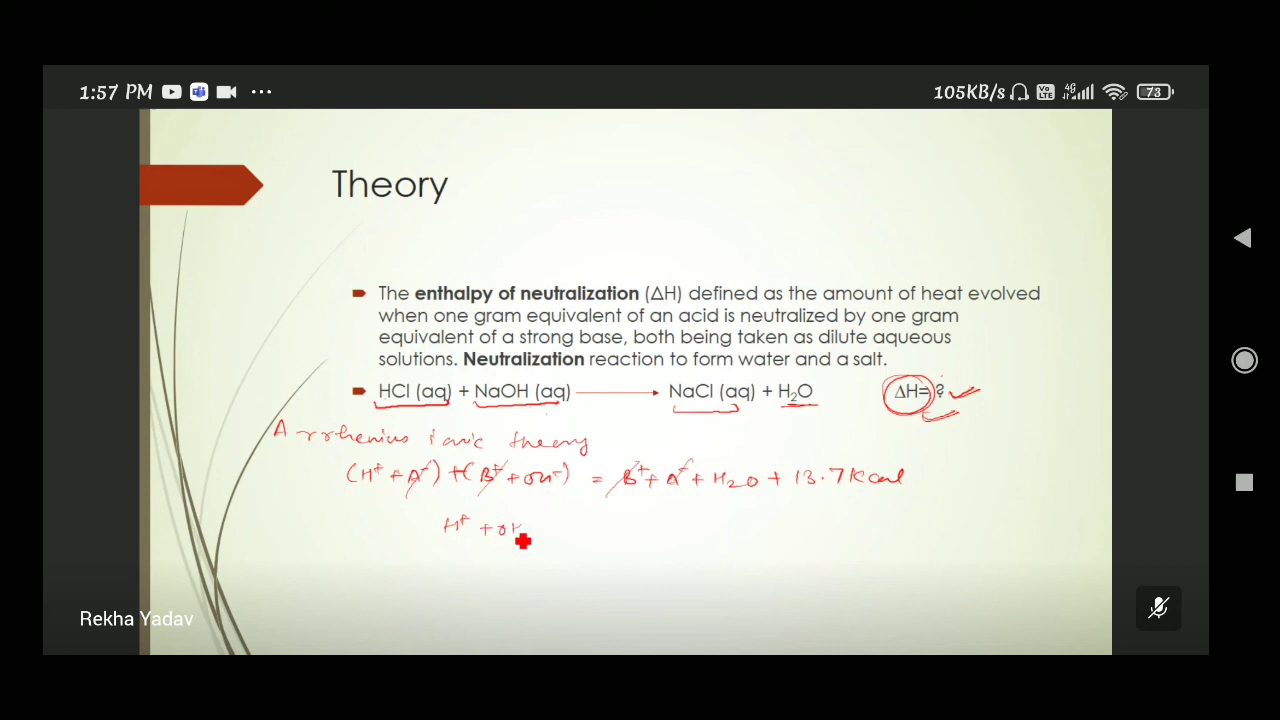 1:57 PM ...
105KB/s Vo LTE 4G 73
Theory
The enthalpy of neutralization (ΔH) defined as the amount of heat evolved
when one gram equivalent of an acid is neutralized by one gram
equivalent of a strong base, both being taken as dilute aqueous
solutions. Neutralization reaction to form water and a salt.
HCl (aq) + NaOH (aq) → NaCl (aq) + H₂O ΔH= ?
Arrhenius ionic theory
(H⁺ + A⁻) + (B⁺ + OH⁻) = B⁺ + A⁻ + H₂O + 13.7 Kcal
H⁺ + OH
Rekha Yadav